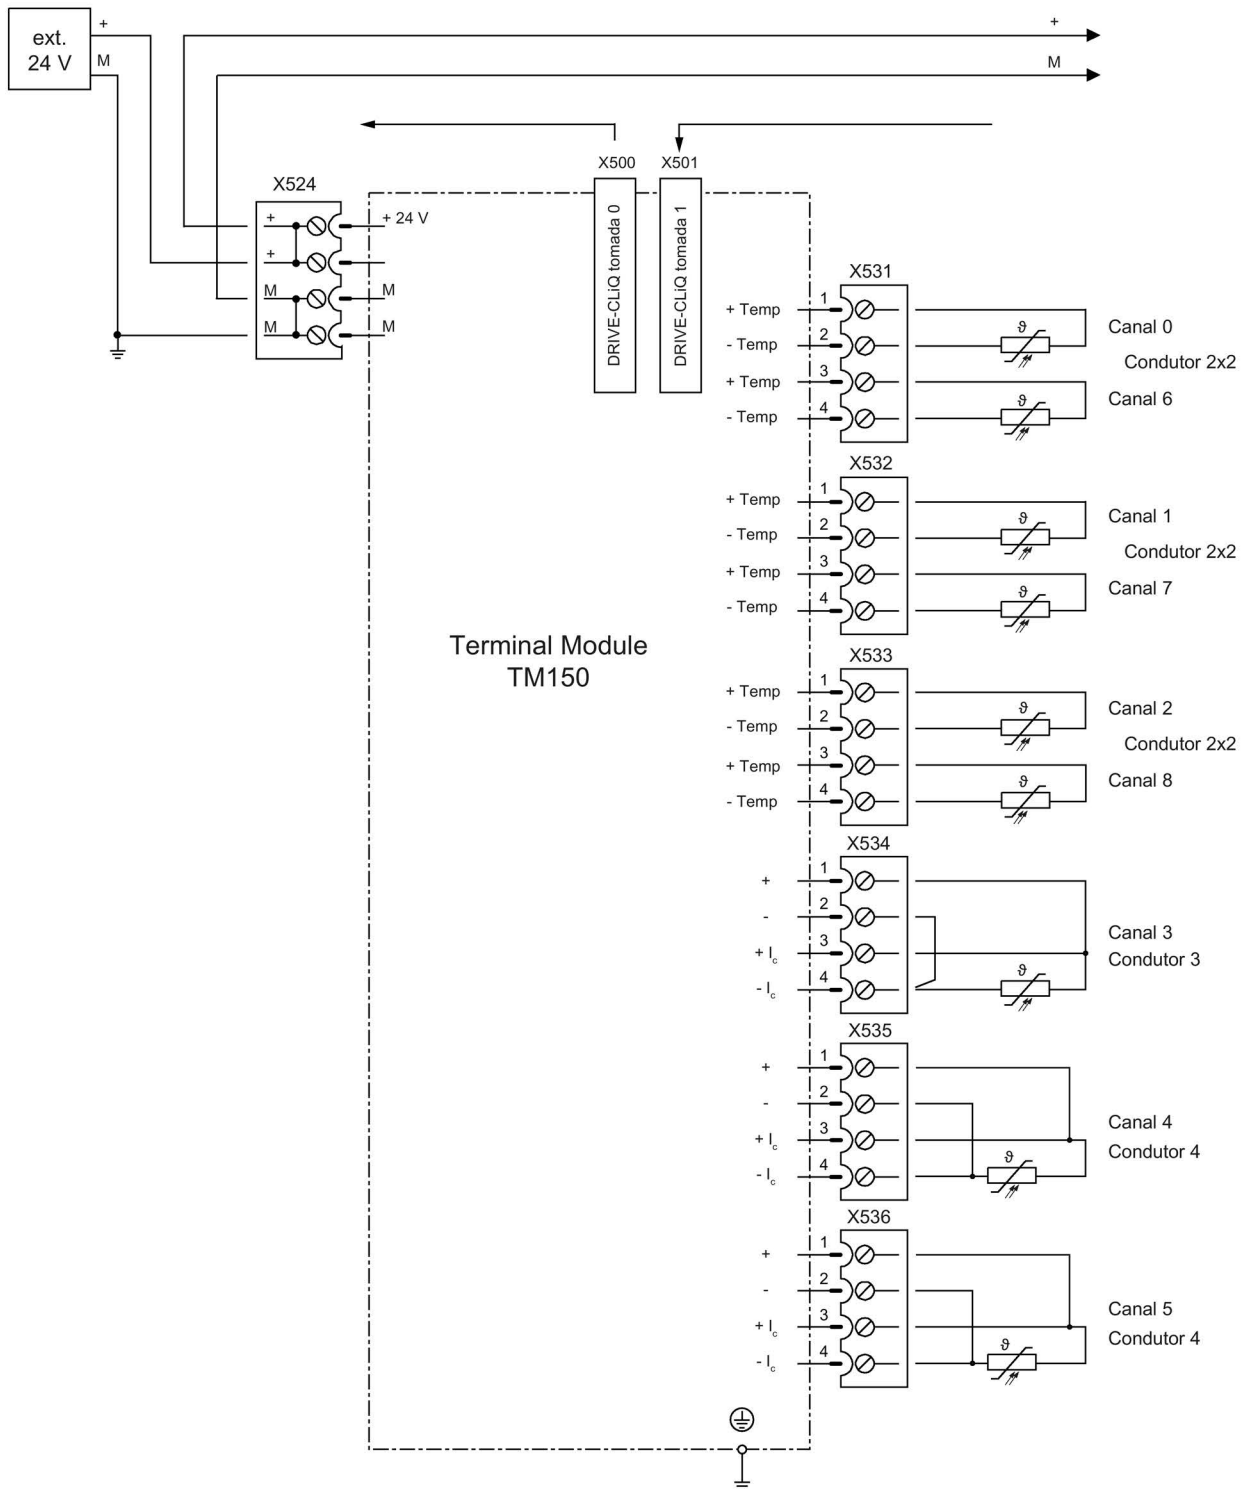 ext.
24 V
+
M
+
M
X500
X501
DRIVE-CLiQ tomada 0
DRIVE-CLiQ tomada 1
X524
+
+
M
M
+ 24 V
M
M
Terminal Module
TM150
X531
+ Temp 1
- Temp 2
+ Temp 3
- Temp 4
ϑ
ϑ
Canal 0
Condutor 2x2
Canal 6
X532
+ Temp 1
- Temp 2
+ Temp 3
- Temp 4
ϑ
ϑ
Canal 1
Condutor 2x2
Canal 7
X533
+ Temp 1
- Temp 2
+ Temp 3
- Temp 4
ϑ
ϑ
Canal 2
Condutor 2x2
Canal 8
X534
+ 1
- 2
+ Ic 3
- Ic 4
ϑ
Canal 3
Condutor 3
X535
+ 1
- 2
+ Ic 3
- Ic 4
ϑ
Canal 4
Condutor 4
X536
+ 1
- 2
+ Ic 3
- Ic 4
ϑ
Canal 5
Condutor 4